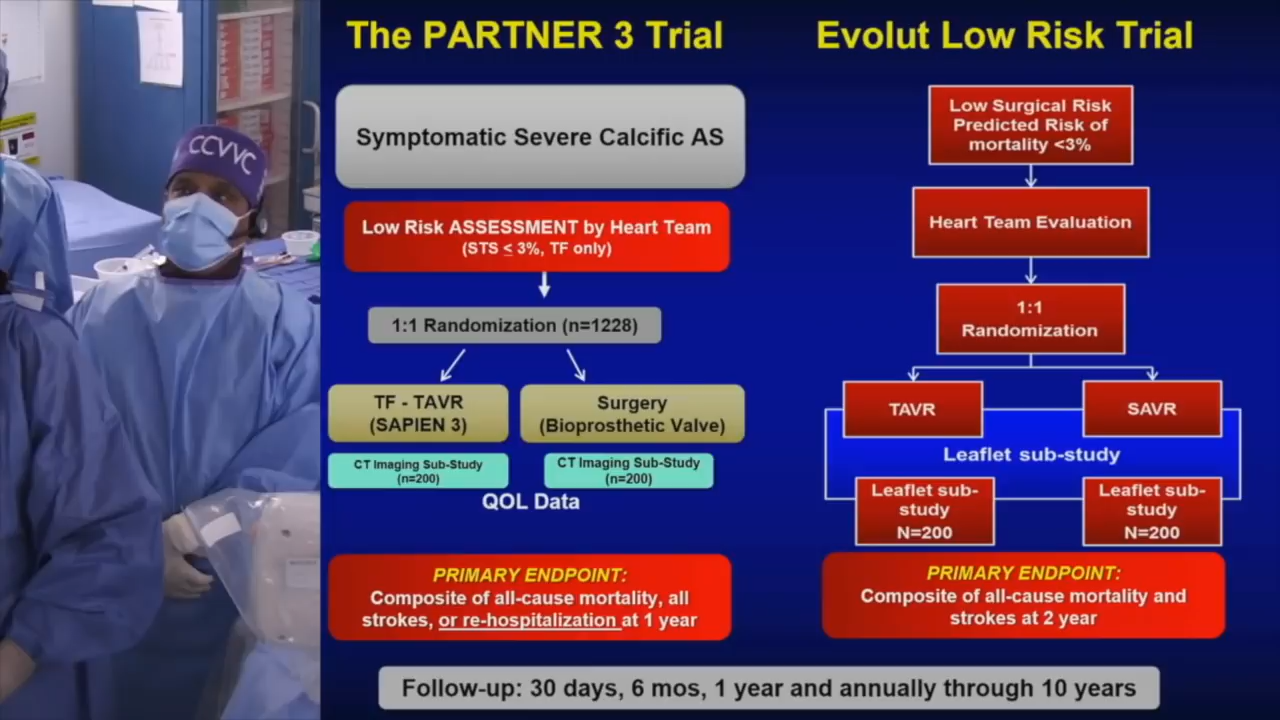 CCVVC
The PARTNER 3 Trial
Symptomatic Severe Calcific AS
Low Risk ASSESSMENT by Heart Team
(STS ≤ 3%, TF only)
1:1 Randomization (n=1228)
TF - TAVR
(SAPIEN 3)
Surgery
(Bioprosthetic Valve)
CT Imaging Sub-Study
(n=200)
CT Imaging Sub-Study
(n=200)
QOL Data
PRIMARY ENDPOINT:
Composite of all-cause mortality, all
strokes, or re-hospitalization at 1 year
Evolut Low Risk Trial
Low Surgical Risk
Predicted Risk of
mortality <3%
Heart Team Evaluation
1:1
Randomization
TAVR
SAVR
Leaflet sub-study
Leaflet sub-
study
N=200
Leaflet sub-
study
N=200
PRIMARY ENDPOINT:
Composite of all-cause mortality and
strokes at 2 year
Follow-up: 30 days, 6 mos, 1 year and annually through 10 years